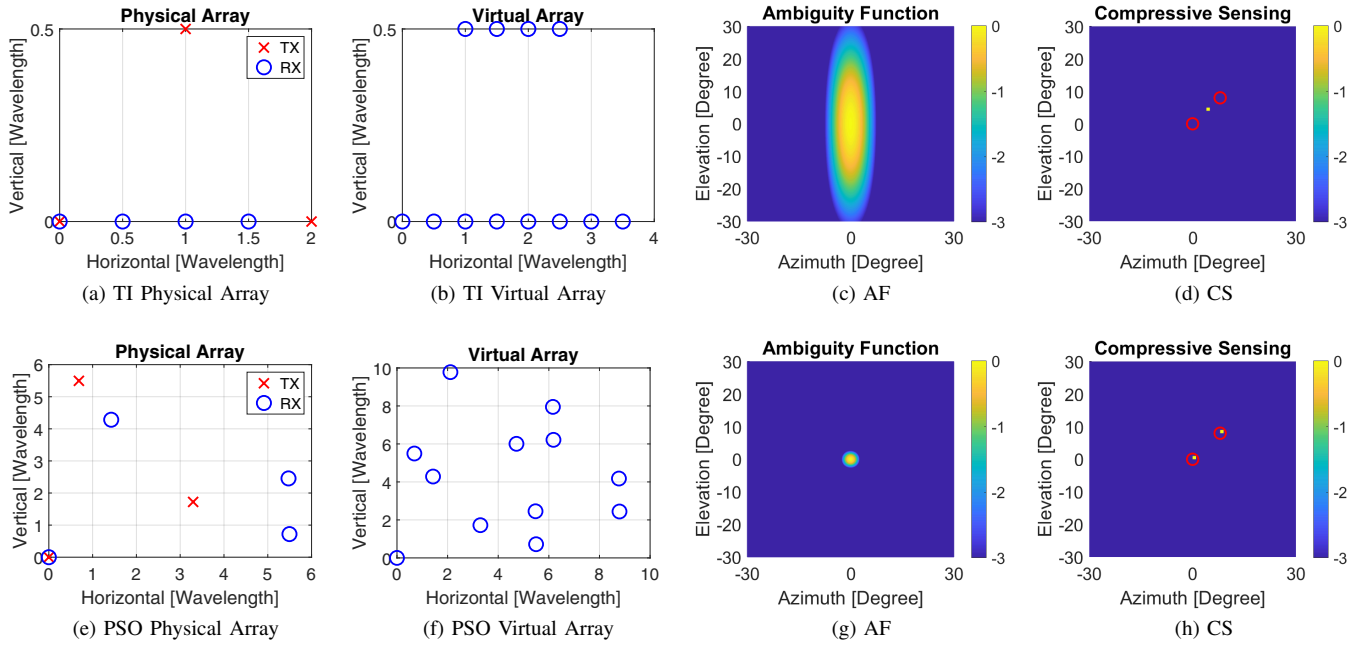 Physical Array
Virtual Array
Ambiguity Function
Compressive Sensing
0.5
TX
RX
Vertical [Wavelength]
0
0 0.5 1 1.5 2
Horizontal [Wavelength]
(a) TI Physical Array
0.5
Vertical [Wavelength]
0
0 1 2 3 4
Horizontal [Wavelength]
(b) TI Virtual Array
30
20
10
0
-10
-20
-30
Elevation [Degree]
-30 0 30
Azimuth [Degree]
0
-1
-2
-3
(c) AF
30
20
10
0
-10
-20
-30
Elevation [Degree]
-30 0 30
Azimuth [Degree]
0
-1
-2
-3
(d) CS
Physical Array
Virtual Array
Ambiguity Function
Compressive Sensing
6
5
4
3
2
1
0
TX
RX
Vertical [Wavelength]
0 1 2 3 4 5 6
Horizontal [Wavelength]
(e) PSO Physical Array
10
8
6
4
2
0
Vertical [Wavelength]
0 2 4 6 8 10
Horizontal [Wavelength]
(f) PSO Virtual Array
30
20
10
0
-10
-20
-30
Elevation [Degree]
-30 0 30
Azimuth [Degree]
0
-1
-2
-3
(g) AF
30
20
10
0
-10
-20
-30
Elevation [Degree]
-30 0 30
Azimuth [Degree]
0
-1
-2
-3
(h) CS